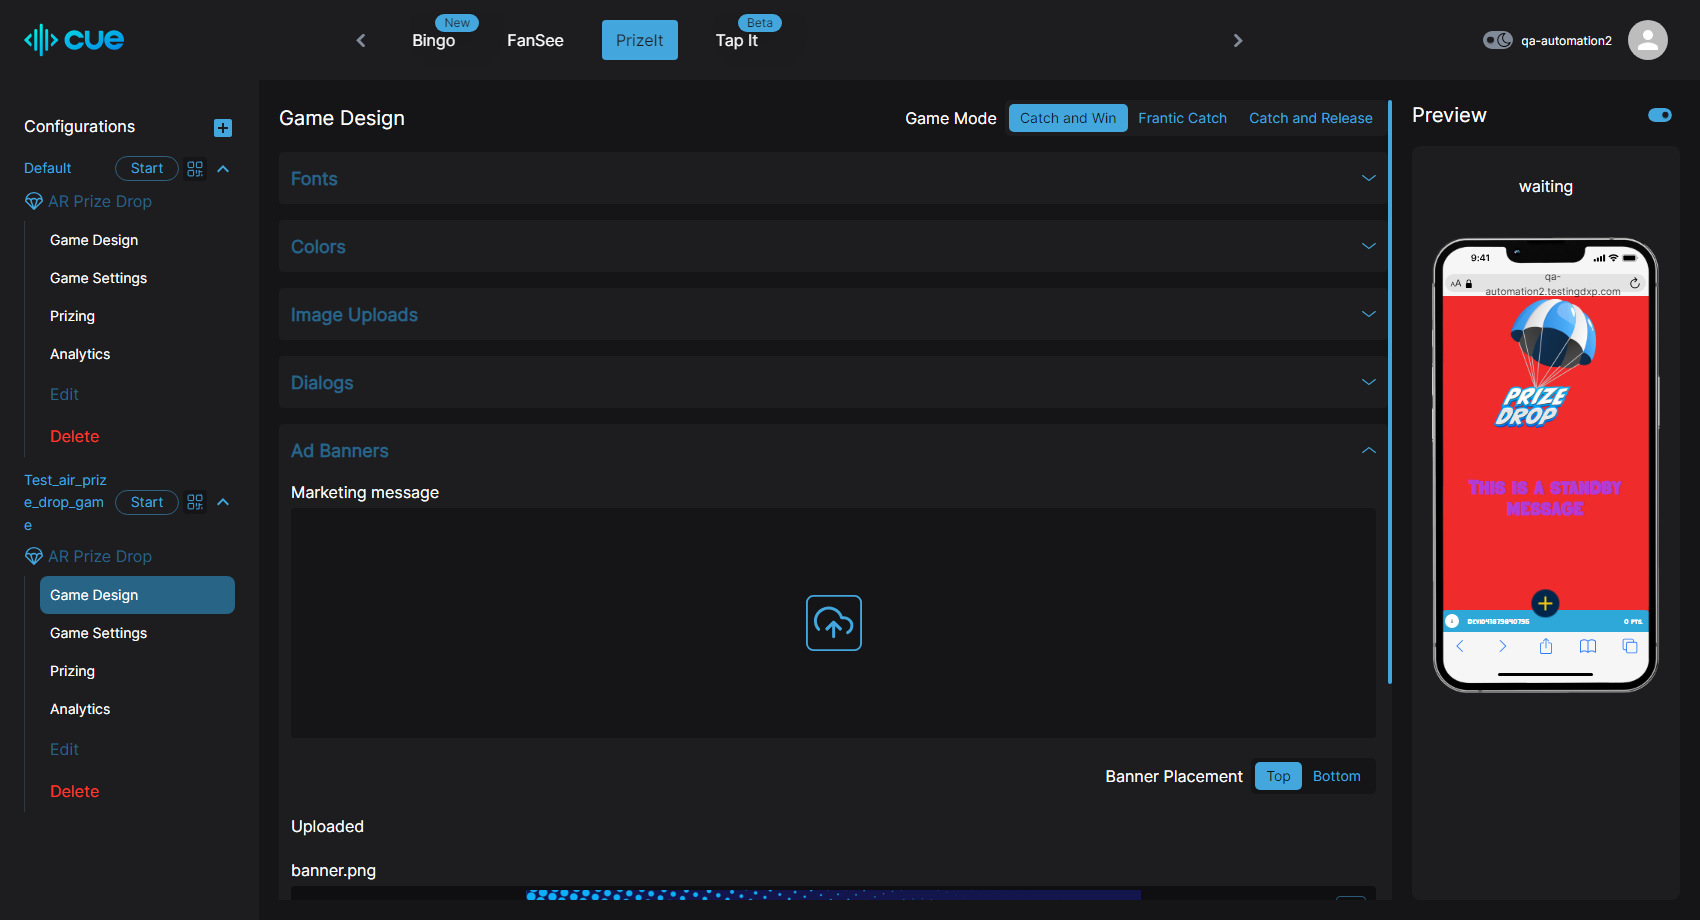 cue
New
Bingo
FanSee
PrizeIt
Beta
Tap It
qa-automation2
Configurations
Default
Start
AR Prize Drop
Game Design
Game Settings
Prizing
Analytics
Edit
Delete
Test_air_priz
e_drop_gam
e
Start
AR Prize Drop
Game Design
Game Settings
Prizing
Analytics
Edit
Delete
Game Design
Game Mode
Catch and Win
Frantic Catch
Catch and Release
Fonts
Colors
Image Uploads
Dialogs
Ad Banners
Marketing message
Banner Placement
Top
Bottom
Uploaded
banner.png
Preview
waiting
9:41
AA
qa-
automation2.testingdxp.com
PRIZE
DROP
THIS IS A STANDBY
MESSAGE
0 PTS.